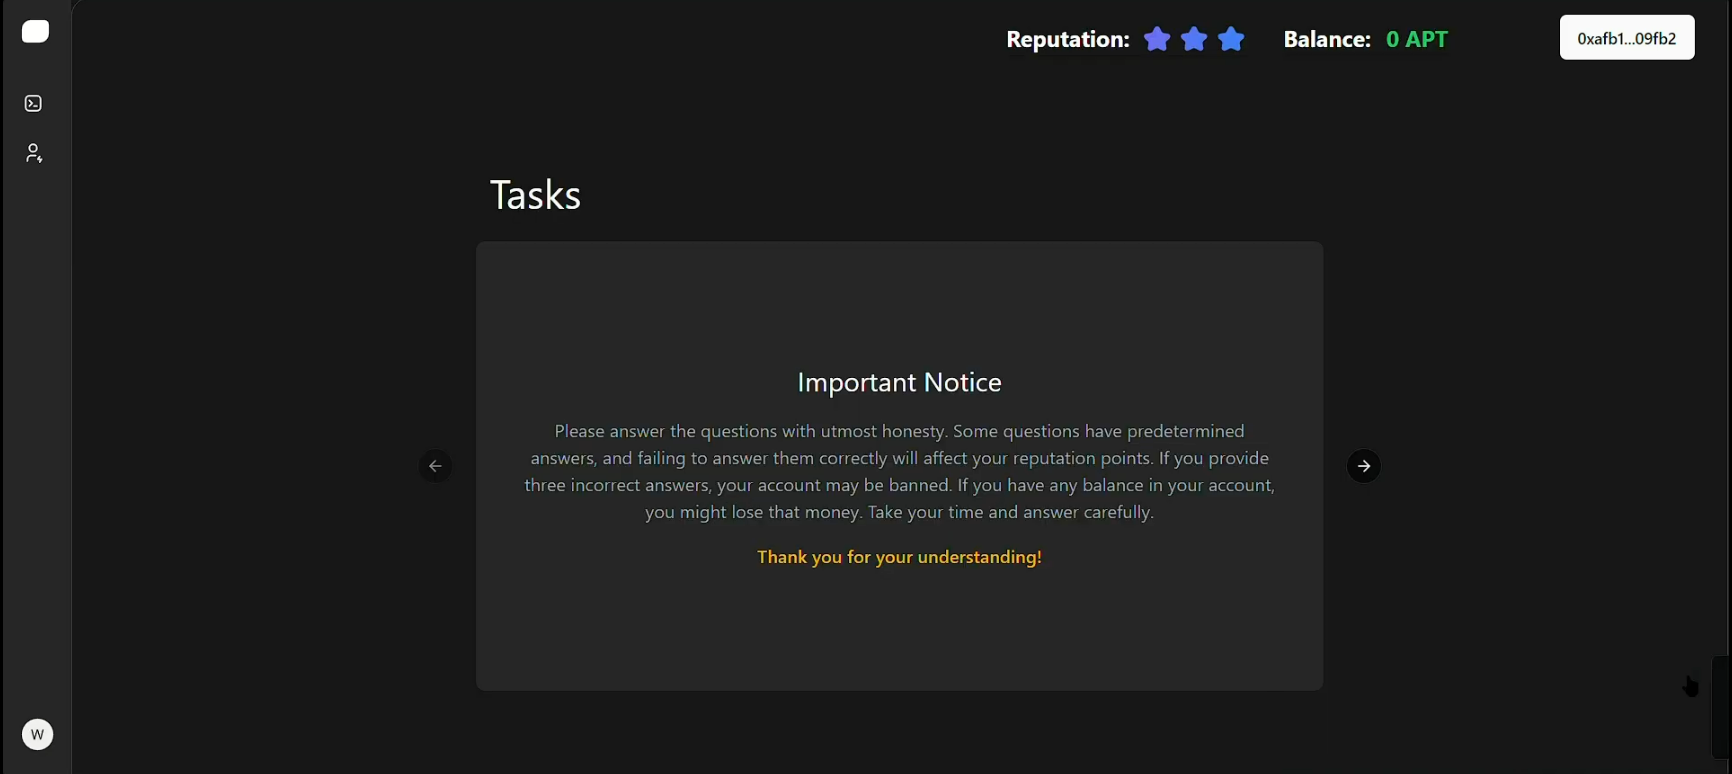 Reputation: Balance: 0 APT 0xafb1...09fb2
Tasks
Important Notice
Please answer the questions with utmost honesty. Some questions have predetermined
answers, and failing to answer them correctly will affect your reputation points. If you provide
three incorrect answers, your account may be banned. If you have any balance in your account,
you might lose that money. Take your time and answer carefully.
Thank you for your understanding!
W